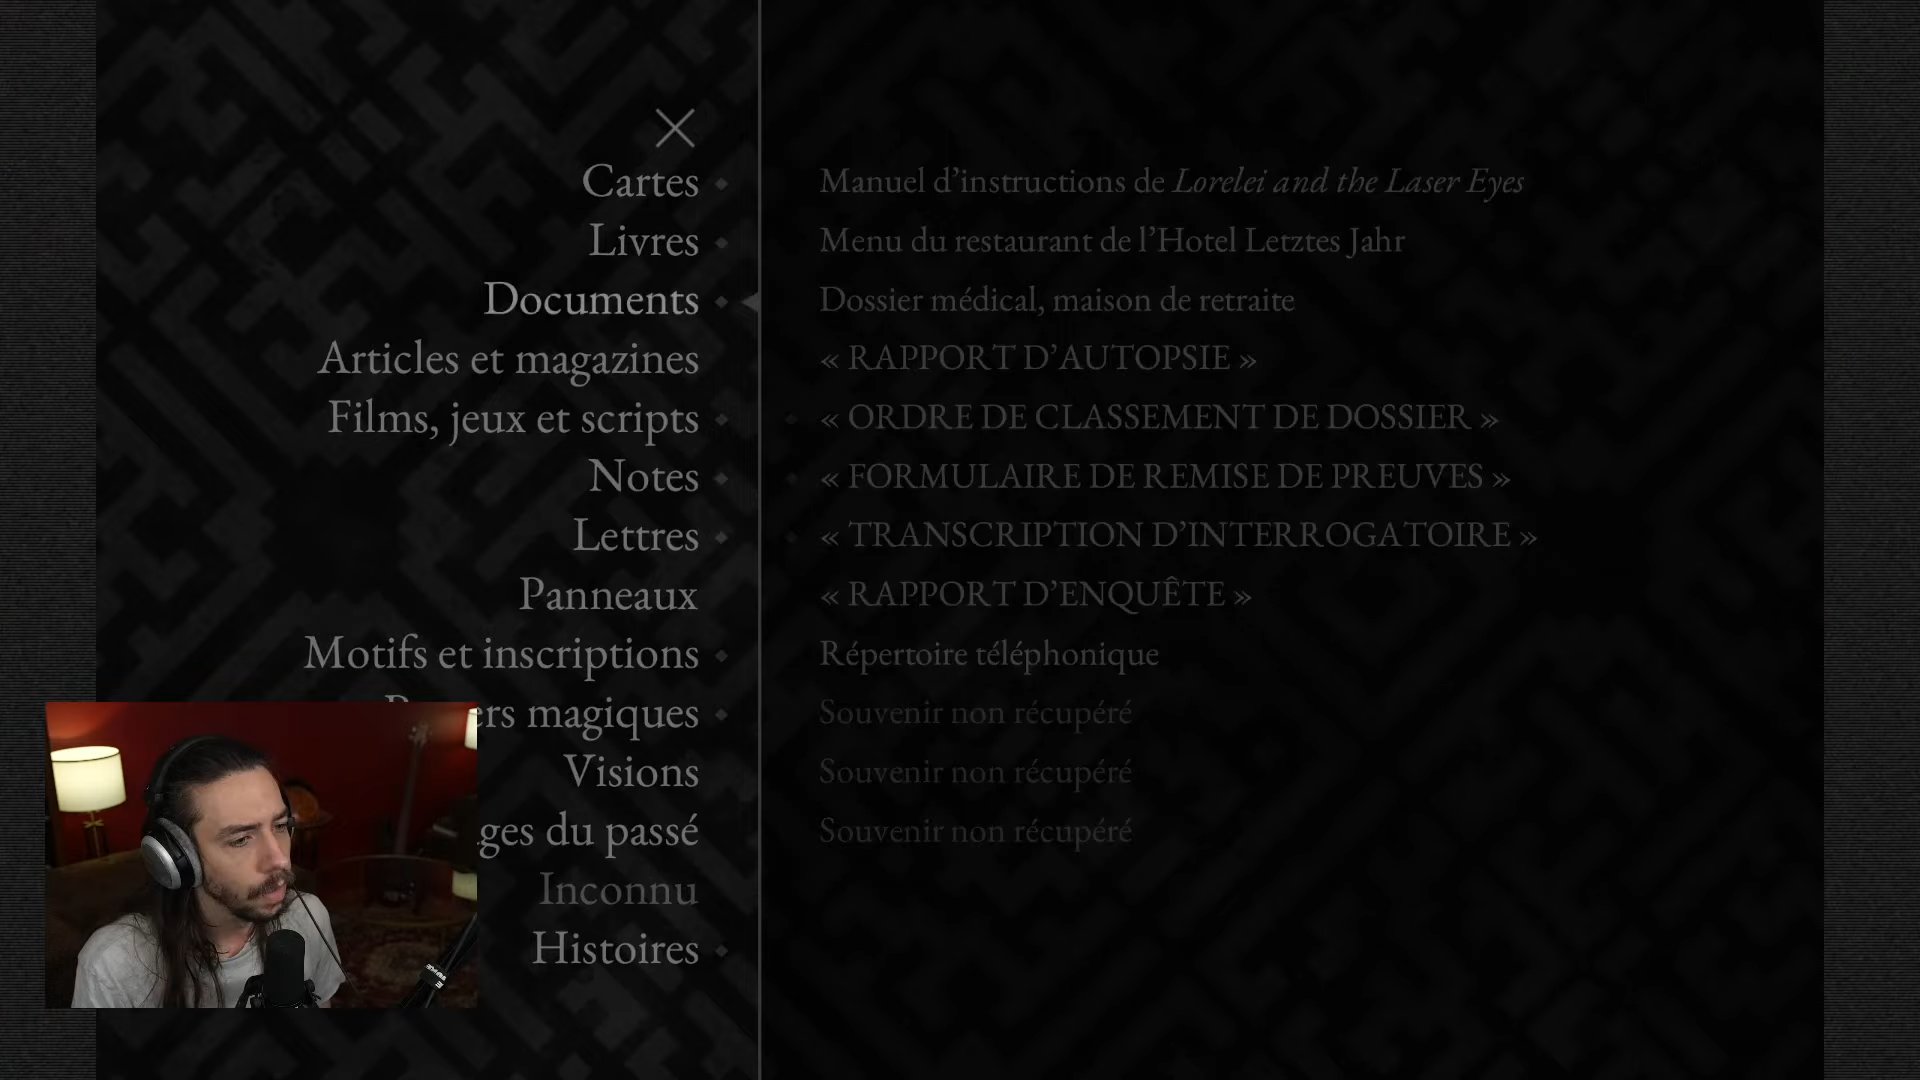 Cartes
Livres
Documents
Articles et magazines
Films, jeux et scripts
Notes
Lettres
Panneaux
Motifs et inscriptions
magiques
Visions
du passé
Inconnu
Histoires
Manuel d’instructions de Lorelei and the Laser Eyes
Menu du restaurant de l’Hotel Letztes Jahr
Dossier médical, maison de retraite
« RAPPORT D’AUTOPSIE »
« ORDRE DE CLASSEMENT DE DOSSIER »
« FORMULAIRE DE REMISE DE PREUVES »
« TRANSCRIPTION D’INTERROGATOIRE »
« RAPPORT D’ENQUÊTE »
Répertoire téléphonique
Souvenir non récupéré
Souvenir non récupéré
Souvenir non récupéré